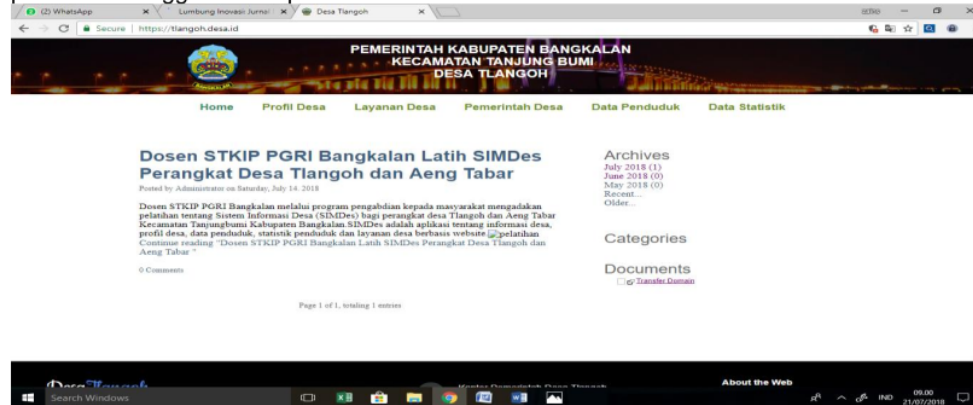 (2) WhatsApp
Lumbung Inovasi: Jurnal
Desa Tlangoh
Secure | https://tlangoh.desa.id
PEMERINTAH KABUPATEN BANGKALAN
KECAMATAN TANJUNG BUMI
DESA TLANGOH
Home Profil Desa Layanan Desa Pemerintah Desa Data Penduduk Data Statistik
Dosen STKIP PGRI Bangkalan Latih SIMDes
Perangkat Desa Tlangoh dan Aeng Tabar
Posted by Administrator on Saturday, July 14. 2018
Dosen STKIP PGRI Bangkalan melalui program pengabdian kepada masyarakat mengadakan
pelatihan tentang Sistem Informasi Desa (SIMDes) bagi perangkat desa Tlangoh dan Aeng Tabar
Kecamatan Tanjungbumi Kabupaten Bangkalan.SIMDes adalah aplikasi tentang informasi desa,
profil desa, data penduduk, statistik penduduk dan layanan desa berbasis website.pelatihan
Continue reading "Dosen STKIP PGRI Bangkalan Latih SIMDes Perangkat Desa Tlangoh dan
Aeng Tabar "
0 Comments
Page 1 of 1, totaling 1 entries
Archives
July 2018 (1)
June 2018 (0)
May 2018 (0)
Recent...
Older...
Categories
Documents
Transfer Domain
Desa Tlangoh
Kantor Pemerintah Desa Tlangoh
About the Web
Search Windows
IND
09.00
21/07/2018